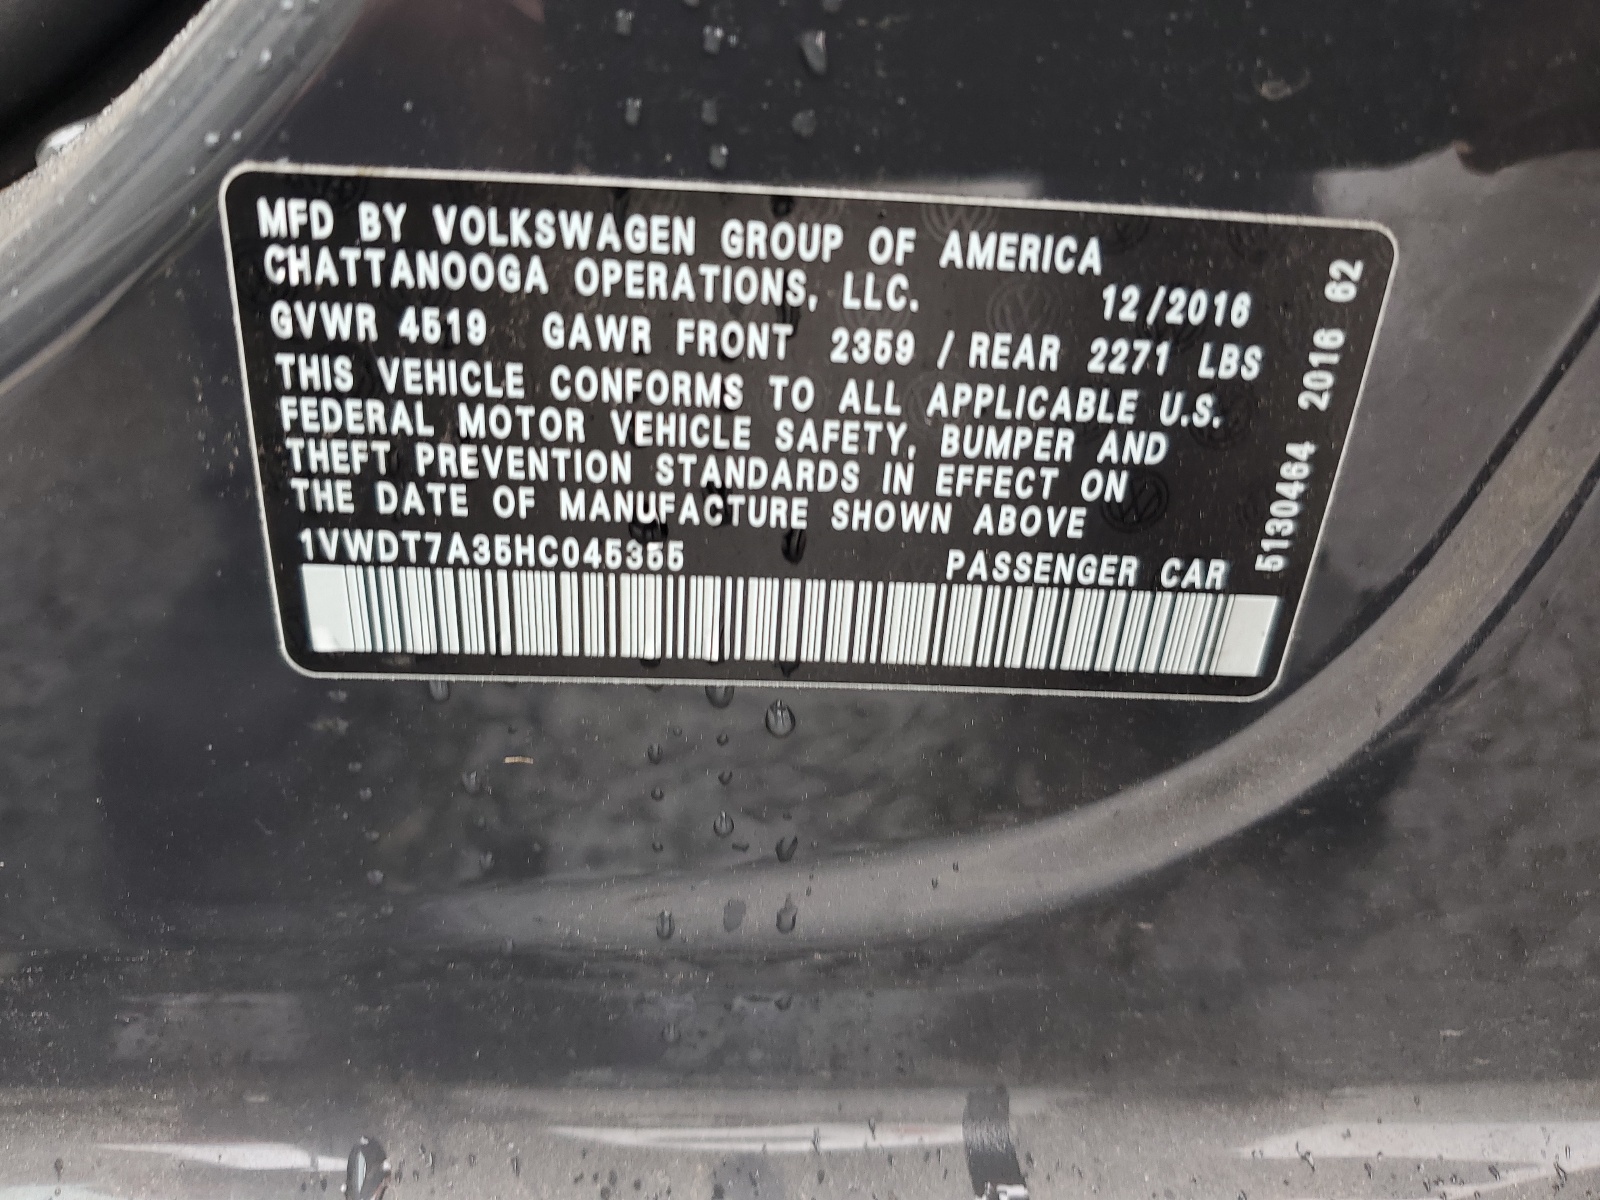 MFD BY VOLKSWAGEN GROUP OF AMERICA
CHATTANOOGA OPERATIONS, LLC.
12/2016
GVWR 4519 GAWR FRONT 2359 / REAR 2271 LBS
THIS VEHICLE CONFORMS TO ALL APPLICABLE U.S.
FEDERAL MOTOR VEHICLE SAFETY, BUMPER AND
THEFT PREVENTION STANDARDS IN EFFECT ON
THE DATE OF MANUFACTURE SHOWN ABOVE
1VWDT7A35HC045355 PASSENGER CAR
5130464 2016 62